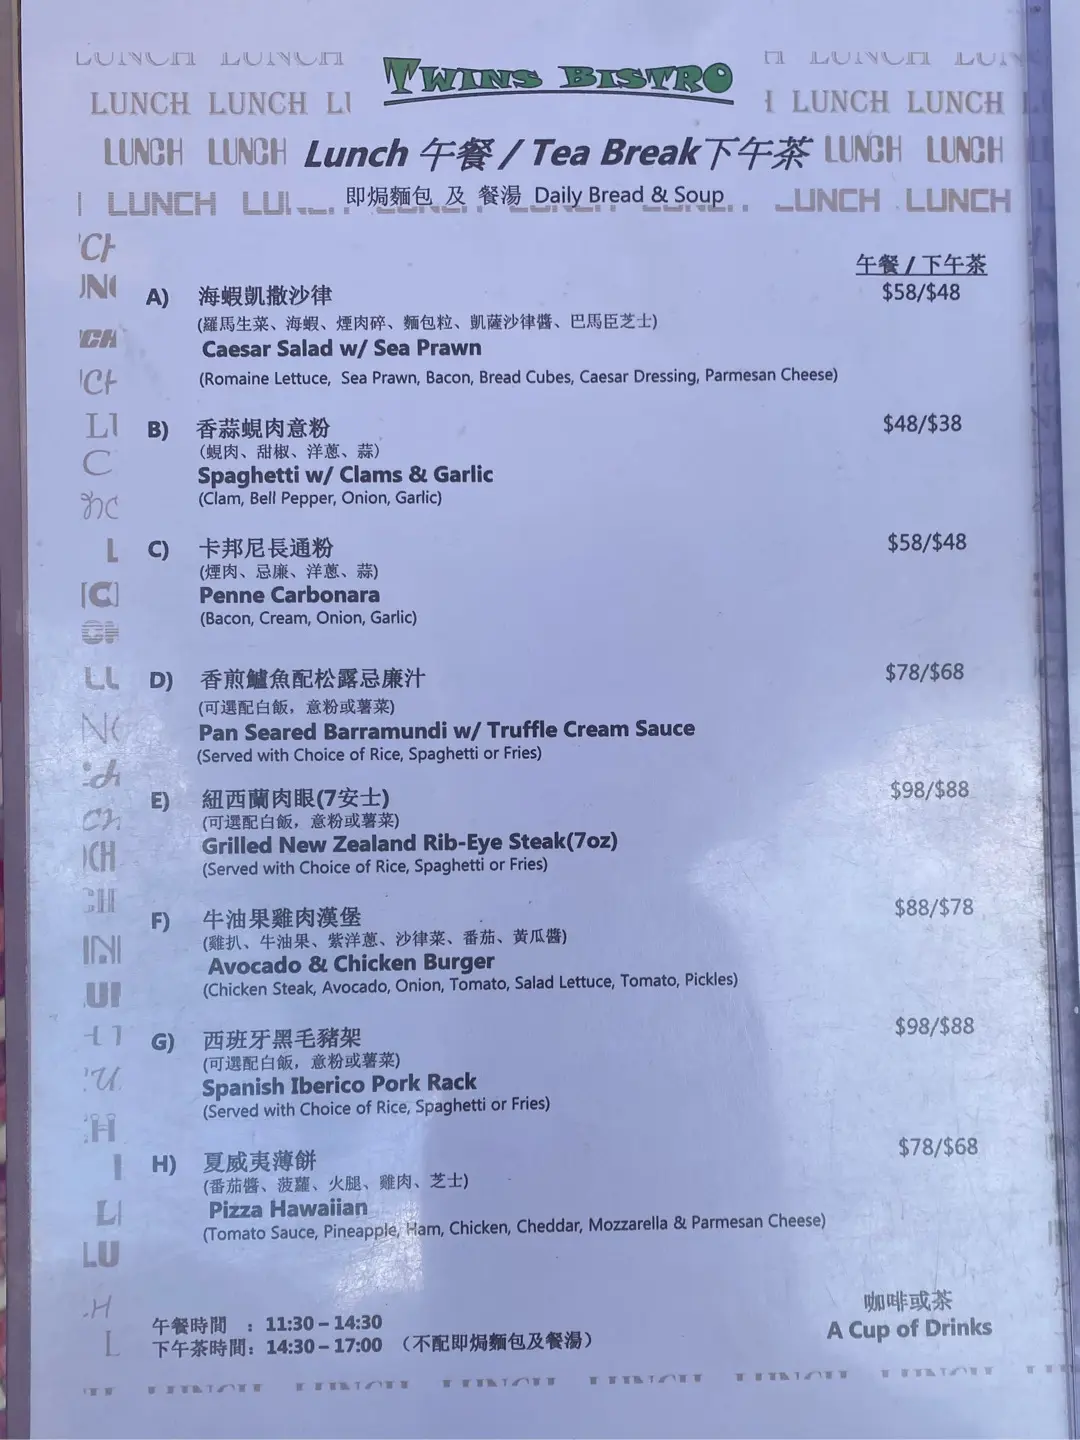 TWINS BISTRO
Lunch 午餐 / Tea Break下午茶
即焗麵包 及 餐湯 Daily Bread & Soup
午餐 / 下午茶
A) 海蝦凱撒沙律 $58/$48
(羅馬生菜、海蝦、煙肉碎、麵包粒、凱薩沙律醬、巴馬臣芝士)
Caesar Salad w/ Sea Prawn
(Romaine Lettuce, Sea Prawn, Bacon, Bread Cubes, Caesar Dressing, Parmesan Cheese)
B) 香蒜蜆肉意粉 $48/$38
(蜆肉、甜椒、洋蔥、蒜)
Spaghetti w/ Clams & Garlic
(Clam, Bell Pepper, Onion, Garlic)
C) 卡邦尼長通粉 $58/$48
(煙肉、忌廉、洋蔥、蒜)
Penne Carbonara
(Bacon, Cream, Onion, Garlic)
D) 香煎鱸魚配松露忌廉汁 $78/$68
(可選配白飯，意粉或薯菜)
Pan Seared Barramundi w/ Truffle Cream Sauce
(Served with Choice of Rice, Spaghetti or Fries)
E) 紐西蘭肉眼(7安士) $98/$88
(可選配白飯，意粉或薯菜)
Grilled New Zealand Rib-Eye Steak(7oz)
(Served with Choice of Rice, Spaghetti or Fries)
F) 牛油果雞肉漢堡 $88/$78
(雞扒、牛油果、紫洋蔥、沙律菜、番茄、黃瓜醬)
Avocado & Chicken Burger
(Chicken Steak, Avocado, Onion, Tomato, Salad Lettuce, Tomato, Pickles)
G) 西班牙黑毛豬架 $98/$88
(可選配白飯，意粉或薯菜)
Spanish Iberico Pork Rack
(Served with Choice of Rice, Spaghetti or Fries)
H) 夏威夷薄餅 $78/$68
(番茄醬、菠蘿、火腿、雞肉、芝士)
Pizza Hawaiian
(Tomato Sauce, Pineapple, Ham, Chicken, Cheddar, Mozzarella & Parmesan Cheese)
咖啡或茶
A Cup of Drinks
午餐時間 : 11:30 – 14:30
下午茶時間: 14:30 – 17:00 （不配即焗麵包及餐湯）